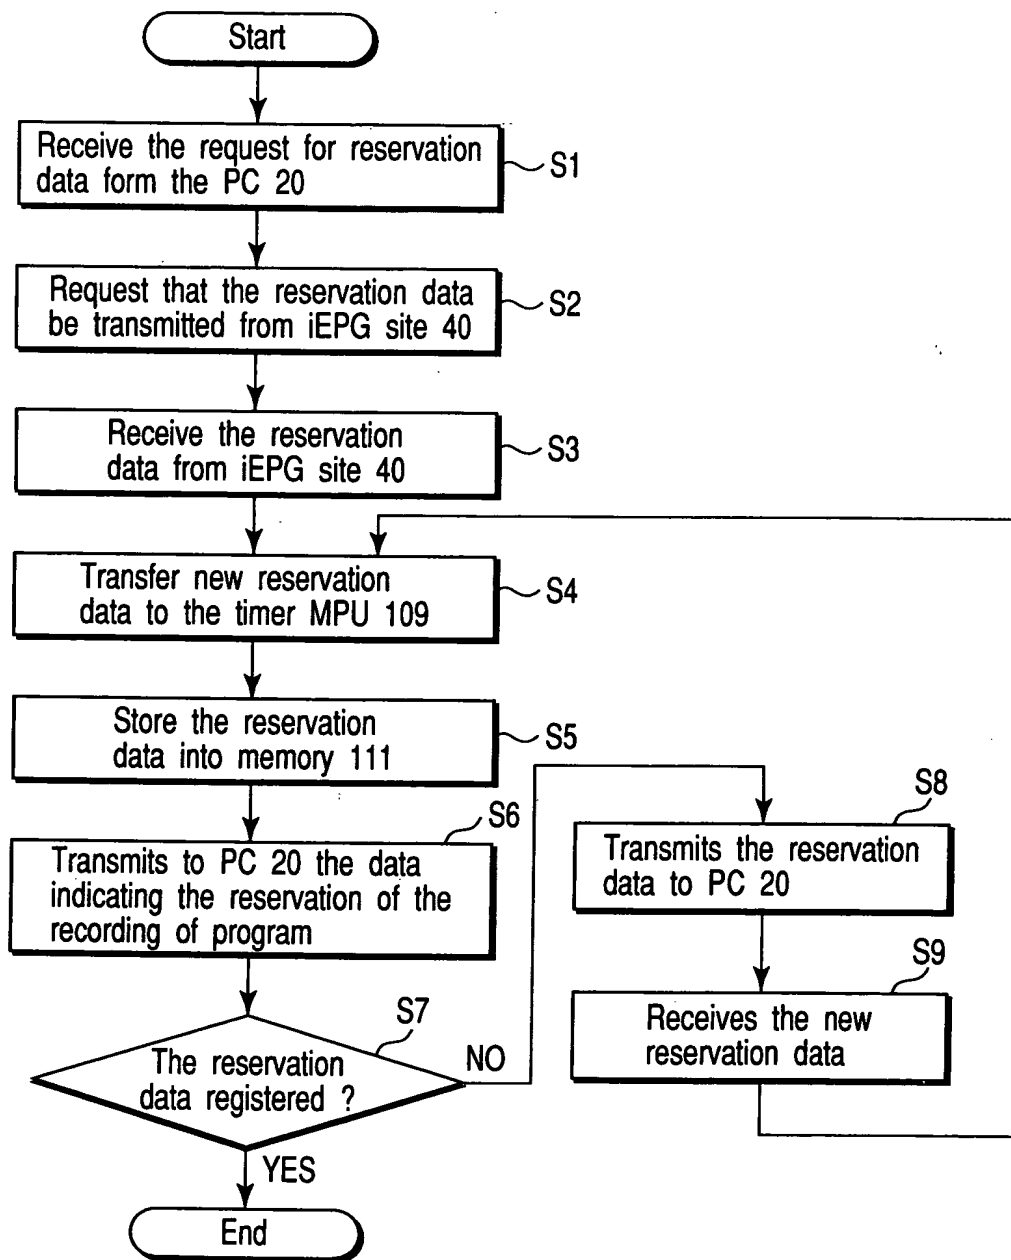 Start
Receive the request for reservation
data form the PC 20
S1
Request that the reservation data
be transmitted from iEPG site 40
S2
Receive the reservation
data from iEPG site 40
S3
Transfer new reservation
data to the timer MPU 109
S4
Store the reservation
data into memory 111
S5
S6
Transmits to PC 20 the data
indicating the reservation of the
recording of program
S7
The reservation
data registered ?
NO
YES
End
S8
Transmits the reservation
data to PC 20
S9
Receives the new
reservation data